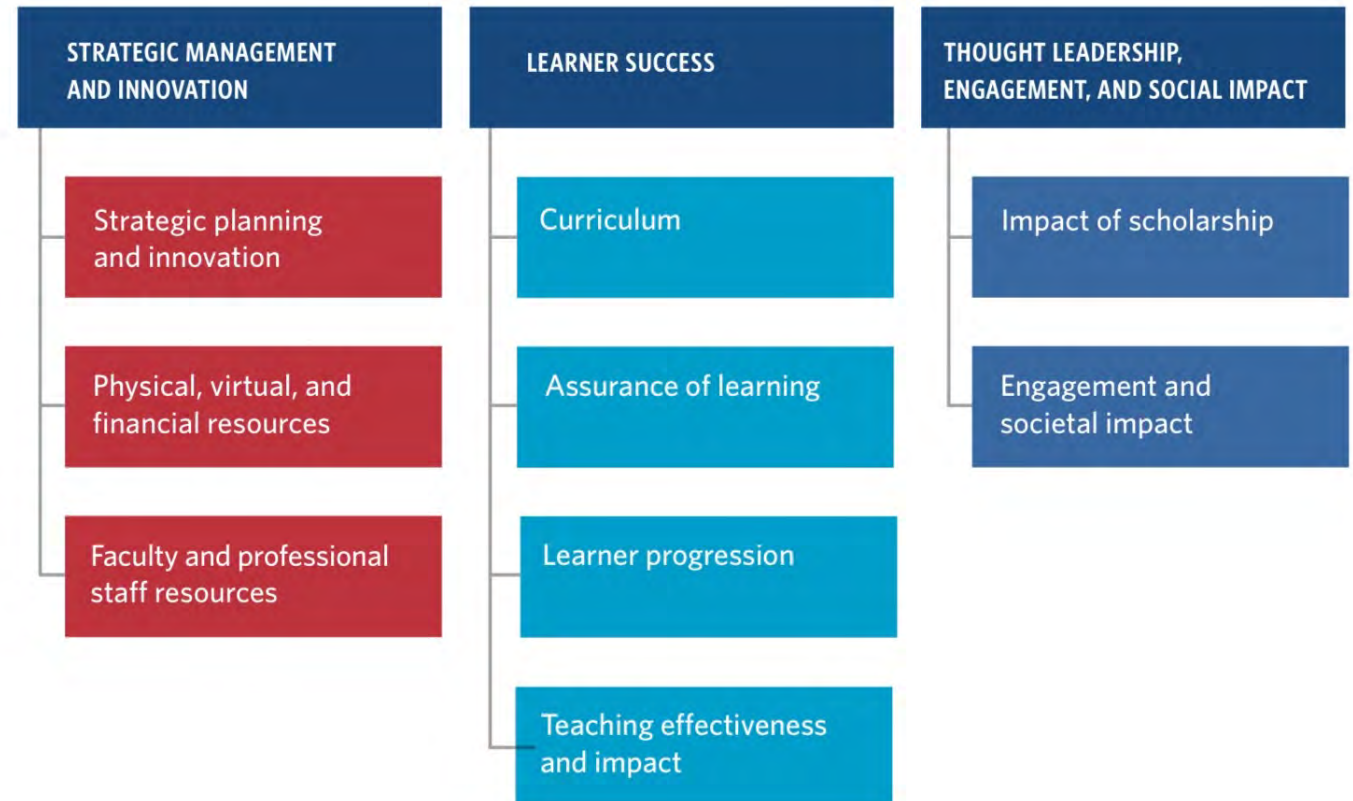 STRATEGIC MANAGEMENT
AND INNOVATION
Strategic planning
and innovation
Physical, virtual, and
financial resources
Faculty and professional
staff resources
LEARNER SUCCESS
Curriculum
Assurance of learning
Learner progression
Teaching effectiveness
and impact
THOUGHT LEADERSHIP,
ENGAGEMENT, AND SOCIAL IMPACT
Impact of scholarship
Engagement and
societal impact